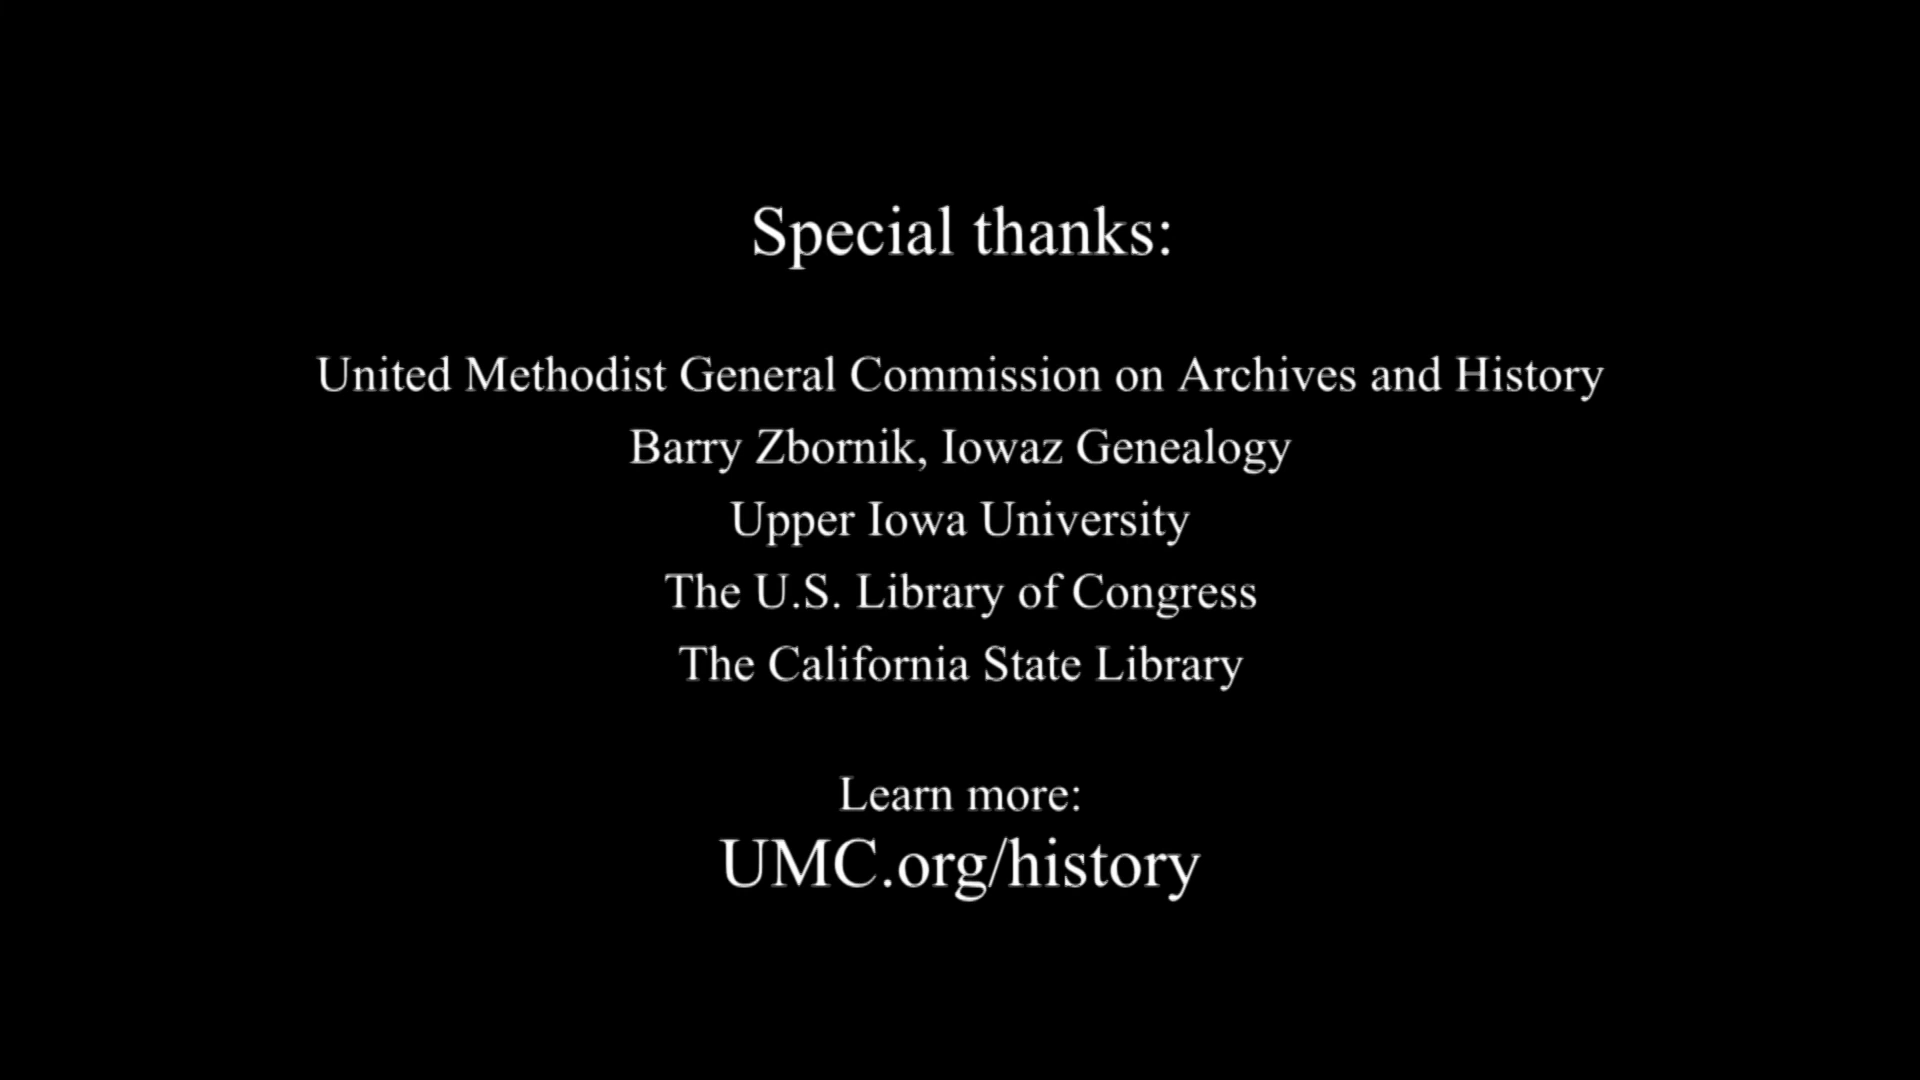 Special thanks:
United Methodist General Commission on Archives and History
Barry Zbornik, Iowaz Genealogy
Upper Iowa University
The U.S. Library of Congress
The California State Library
Learn more:
UMC.org/history